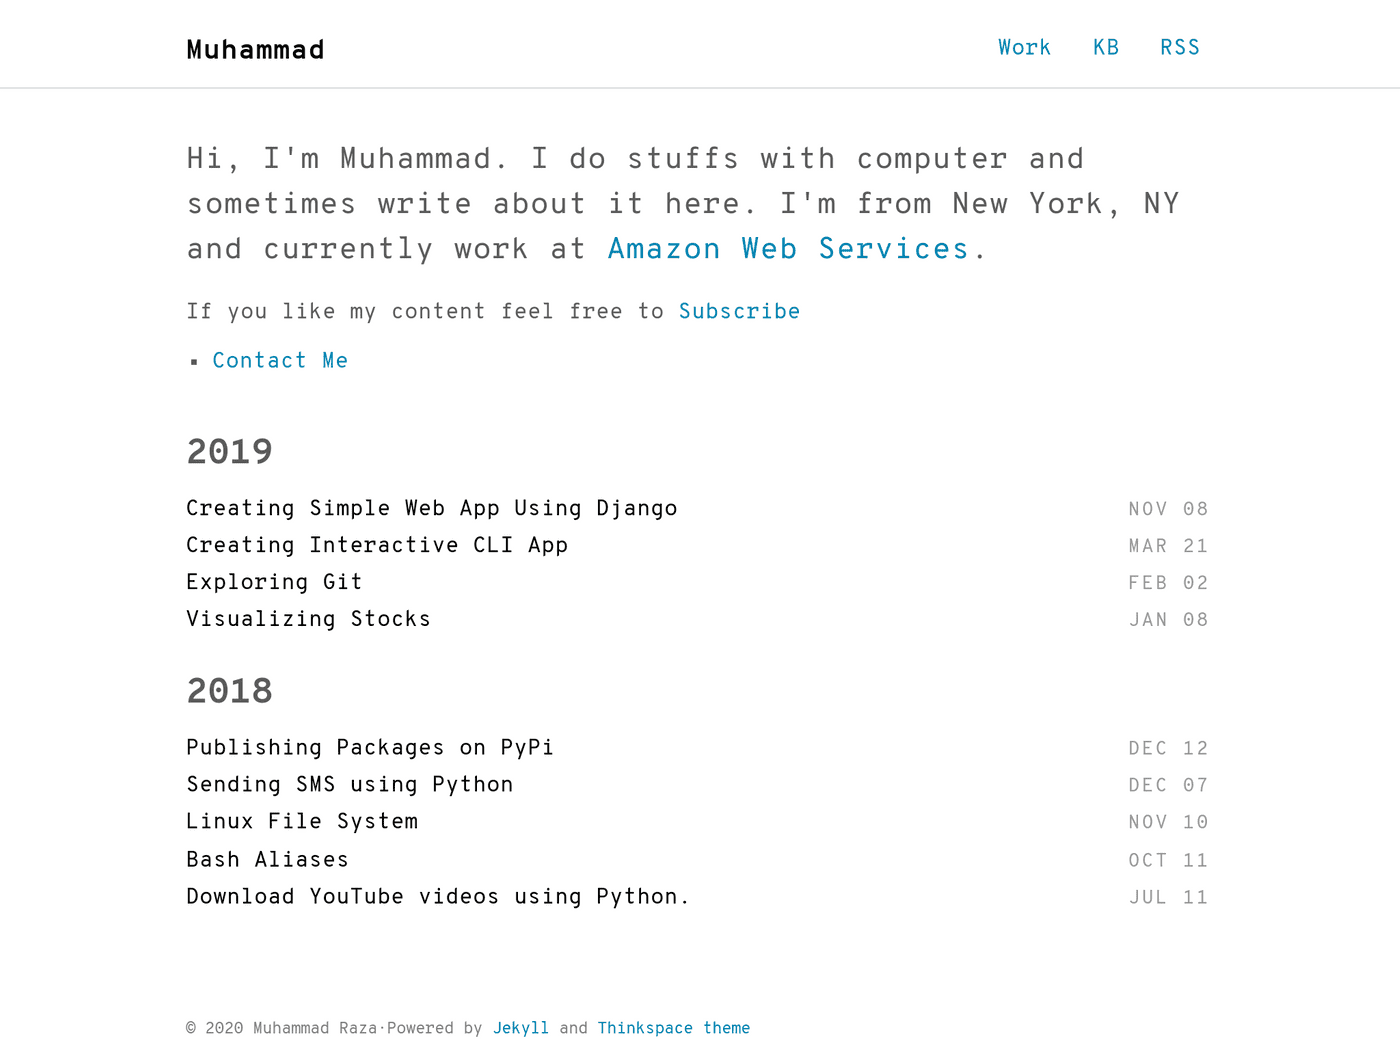 Muhammad
Work KB RSS
Hi, I'm Muhammad. I do stuffs with computer and
sometimes write about it here. I'm from New York, NY
and currently work at Amazon Web Services.
If you like my content feel free to Subscribe
▪ Contact Me
2019
Creating Simple Web App Using Django NOV 08
Creating Interactive CLI App MAR 21
Exploring Git FEB 02
Visualizing Stocks JAN 08
2018
Publishing Packages on PyPi DEC 12
Sending SMS using Python DEC 07
Linux File System NOV 10
Bash Aliases OCT 11
Download YouTube videos using Python. JUL 11
© 2020 Muhammad Raza·Powered by Jekyll and Thinkspace theme